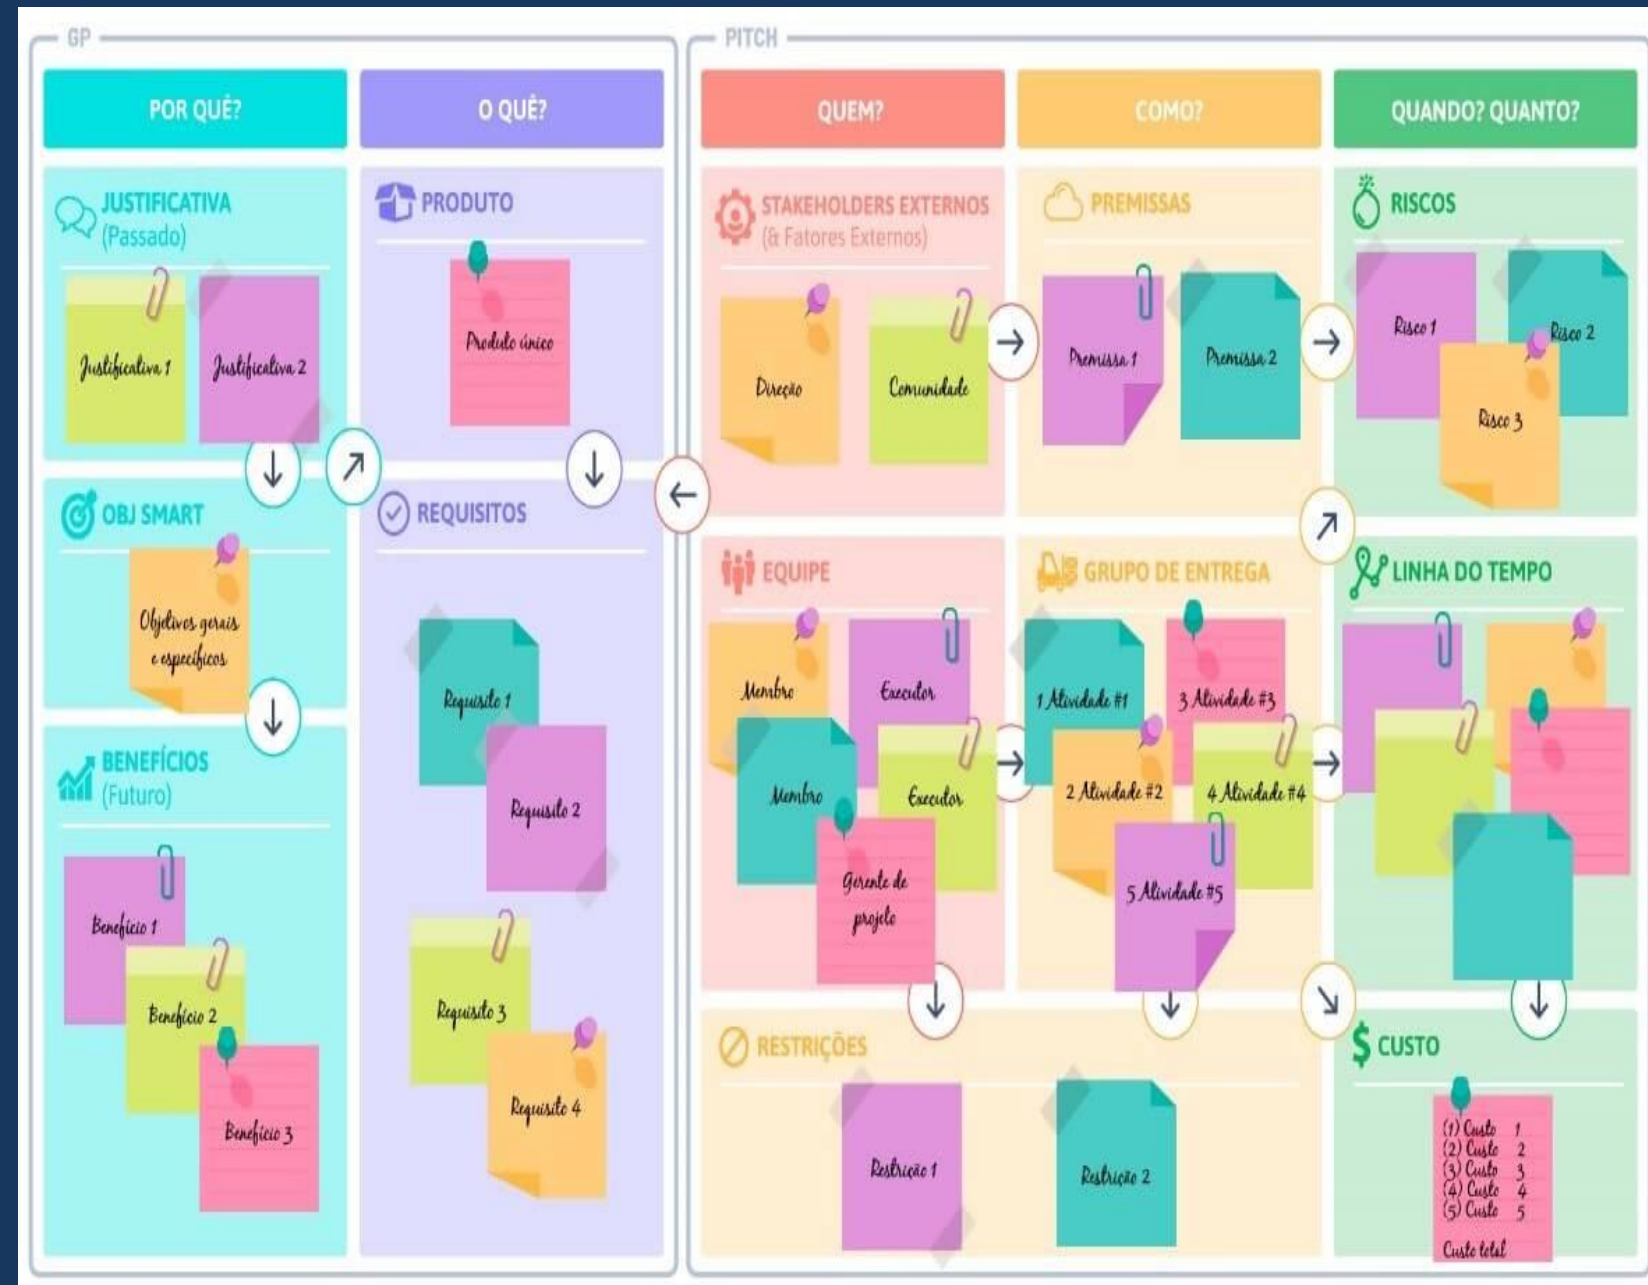 GP
PITCH
POR QUÊ?
O QUÊ?
QUEM?
COMO?
QUANDO? QUANTO?
JUSTIFICATIVA
(Passado)
Justificativa 1
Justificativa 2
OBJ SMART
Objetivos gerais
e específicos
BENEFÍCIOS
(Futuro)
Benefício 1
Benefício 2
Benefício 3
PRODUTO
Produto único
REQUISITOS
Requisito 1
Requisito 2
Requisito 3
Requisito 4
STAKEHOLDERS EXTERNOS
(& Fatores Externos)
Direção
Comunidade
EQUIPE
Membro
Executor
Membro
Executor
Gerente de
projeto
PREMISSAS
Premissa 1
Premissa 2
GRUPO DE ENTREGA
1 Atividade #1
3 Atividade #3
2 Atividade #2
4 Atividade #4
5 Atividade #5
RESTRIÇÕES
Restrição 1
Restrição 2
RISCOS
Risco 1
Risco 2
Risco 3
LINHA DO TEMPO
$ CUSTO
(1) Custo 1
(2) Custo 2
(3) Custo 3
(4) Custo 4
(5) Custo 5
Custo total